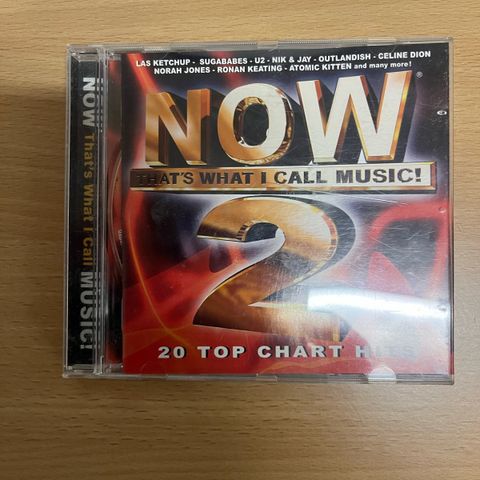 LAS KETCHUP - SUGABABES - U2 - NIK & JAY - OUTLANDISH - CELINE DION
NORAH JONES - RONAN KEATING - ATOMIC KITTEN and many more!
NOW®
THAT'S WHAT I CALL MUSIC!
2
20 TOP CHART HITS
NOW That's What I Call MUSIC!